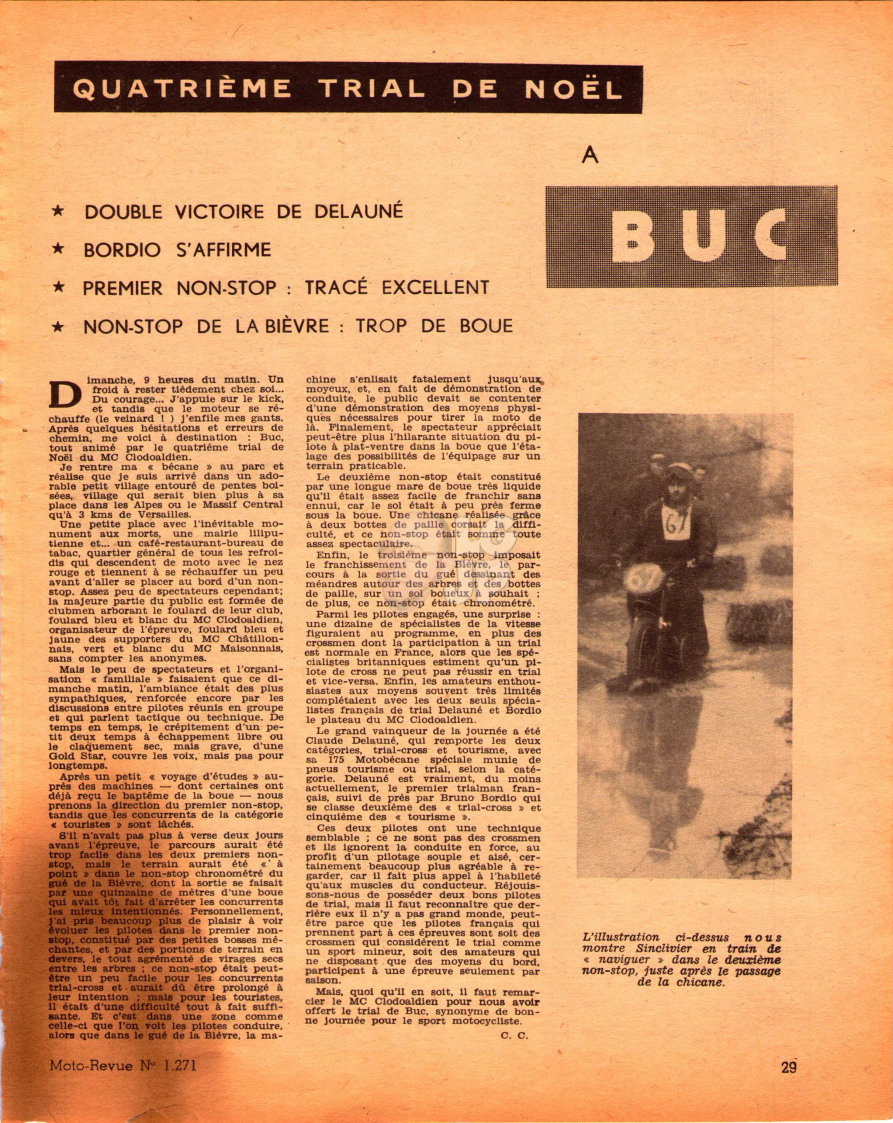 QUATRIÈME TRIAL DE NOËL
A
BUC
★ DOUBLE VICTOIRE DE DELAUNÉ
★ BORDIO S'AFFIRME
★ PREMIER NON-STOP : TRACÉ EXCELLENT
★ NON-STOP DE LA BIÈVRE : TROP DE BOUE
Dimanche, 9 heures du matin. Un
froid à rester tièdement chez soi...
Du courage... J'appuie sur le kick,
et tandis que le moteur se ré-
chauffe (le veinard ! ) j'enfile mes gants.
Après quelques hésitations et erreurs de
chemin, me voici à destination : Buc,
tout animé par le quatrième trial de
Noël du MC Clodoaldien.
Je rentre ma « bécane » au parc et
réalise que je suis arrivé dans un ado-
rable petit village entouré de pentes boi-
sées, village qui serait bien plus à sa
place dans les Alpes ou le Massif Central
qu'à 3 kms de Versailles.
Une petite place avec l'inévitable mo-
nument aux morts, une mairie lilipu-
tienne et... un café-restaurant-bureau de
tabac, quartier général de tous les refroi-
dis qui descendent de moto avec le nez
rouge et tiennent à se réchauffer un peu
avant d'aller se placer au bord d'un non-
stop. Assez peu de spectateurs cependant;
la majeure partie du public est formée de
clubmen arborant le foulard de leur club,
foulard bleu et blanc du MC Clodoaldien,
organisateur de l'épreuve, foulard bleu et
jaune des supporters du MC Châtillon-
nais, vert et blanc du MC Maisonnais,
sans compter les anonymes.
Mais le peu de spectateurs et l'organi-
sation « familiale » faisaient que ce di-
manche matin, l'ambiance était des plus
sympathiques, renforcée encore par les
discussions entre pilotes réunis en groupe
et qui parlent tactique ou technique. De
temps en temps, le crépitement d'un pe-
tit deux temps à échappement libre ou
le claquement sec, mais grave, d'une
Gold Star, couvre les voix, mais pas pour
longtemps.
Après un petit « voyage d'études » au-
près des machines — dont certaines ont
déjà reçu le baptême de la boue — nous
prenons la direction du premier non-stop,
tandis que les concurrents de la catégorie
« touristes » sont lâchés.
S'il n'avait pas plus à verse deux jours
avant l'épreuve, le parcours aurait été
trop facile dans les deux premiers non-
stop, mais le terrain aurait été « à
point » dans le non-stop chronométré du
gué de la Bièvre, dont la sortie se faisait
par une quinzaine de mètres d'une boue
qui avait tôt fait d'arrêter les concurrents
les mieux intentionnés. Personnellement,
j'ai pris beaucoup plus de plaisir à voir
évoluer les pilotes dans le premier non-
stop, constitué par des petites bosses mé-
chantes, et par des portions de terrain en
devers, le tout agrémenté de virages secs
entre les arbres ; ce non-stop était peut-
être un peu facile pour les concurrents
trial-cross et aurait dû être prolongé à
leur intention ; mais pour les touristes,
il était d'une difficulté tout à fait suffi-
sante. Et c'est dans une zone comme
celle-ci que l'on voit les pilotes conduire,
alors que dans le gué de la Bièvre, la ma-
chine s'enlisait fatalement jusqu'aux
moyeux, et, en fait de démonstration de
conduite, le public devait se contenter
d'une démonstration des moyens physi-
ques nécessaires pour tirer la moto de
là. Finalement, le spectateur appréciait
peut-être plus l'hilarante situation du pi-
lote à plat-ventre dans la boue que l'éta-
lage des possibilités de l'équipage sur un
terrain praticable.
Le deuxième non-stop était constitué
par une longue mare de boue très liquide
qu'il était assez facile de franchir sans
ennui, car le sol était à peu près ferme
sous la boue. Une chicane réalisée grâce
à deux bottes de paille corsait la diffi-
culté, et ce non-stop était somme toute
assez spectaculaire.
Enfin, le troisième non-stop imposait
le franchissement de la Bièvre, le par-
cours à la sortie du gué dessinant des
méandres autour des arbres et des bottes
de paille, sur un sol boueux à souhait :
de plus, ce non-stop était chronométré.
Parmi les pilotes engagés, une surprise :
une dizaine de spécialistes de la vitesse
figuraient au programme, en plus des
crossmen dont la participation à un trial
est normale en France, alors que les spé-
cialistes britanniques estiment qu'un pi-
lote de cross ne peut pas réussir en trial
et vice-versa. Enfin, les amateurs enthou-
siastes aux moyens souvent très limités
complétaient avec les deux seuls spécia-
listes français de trial Delauné et Bordio
le plateau du MC Clodoaldien.
Le grand vainqueur de la journée a été
Claude Delauné, qui remporte les deux
catégories, trial-cross et tourisme, avec
sa 175 Motobécane spéciale munie de
pneus tourisme ou trial, selon la caté-
gorie. Delauné est vraiment, du moins
actuellement, le premier trialman fran-
çais, suivi de près par Bruno Bordio qui
se classe deuxième des « trial-cross » et
cinquième des « tourisme ».
Ces deux pilotes ont une technique
semblable ; ce ne sont pas des crossmen
et ils ignorent la conduite en force, au
profit d'un pilotage souple et aisé, cer-
tainement beaucoup plus agréable à re-
garder, car il fait plus appel à l'habileté
qu'aux muscles du conducteur. Réjouis-
sons-nous de posséder deux bons pilotes
de trial, mais il faut reconnaître que der-
rière eux il n'y a pas grand monde, peut-
être parce que les pilotes français qui
prennent part à ces épreuves sont soit des
crossmen qui considèrent le trial comme
un sport mineur, soit des amateurs qui
ne disposant que des moyens du bord,
participent à une épreuve seulement par
saison.
Mais, quoi qu'il en soit, il faut remer-
cier le MC Clodoaldien pour nous avoir
offert le trial de Buc, synonyme de bon-
ne journée pour le sport motocycliste.
C. C.
67
L'illustration ci-dessus nous
montre Sinclivier en train de
« naviguer » dans le deuxième
non-stop, juste après le passage
de la chicane.
Moto-Revue N° 1.271
29